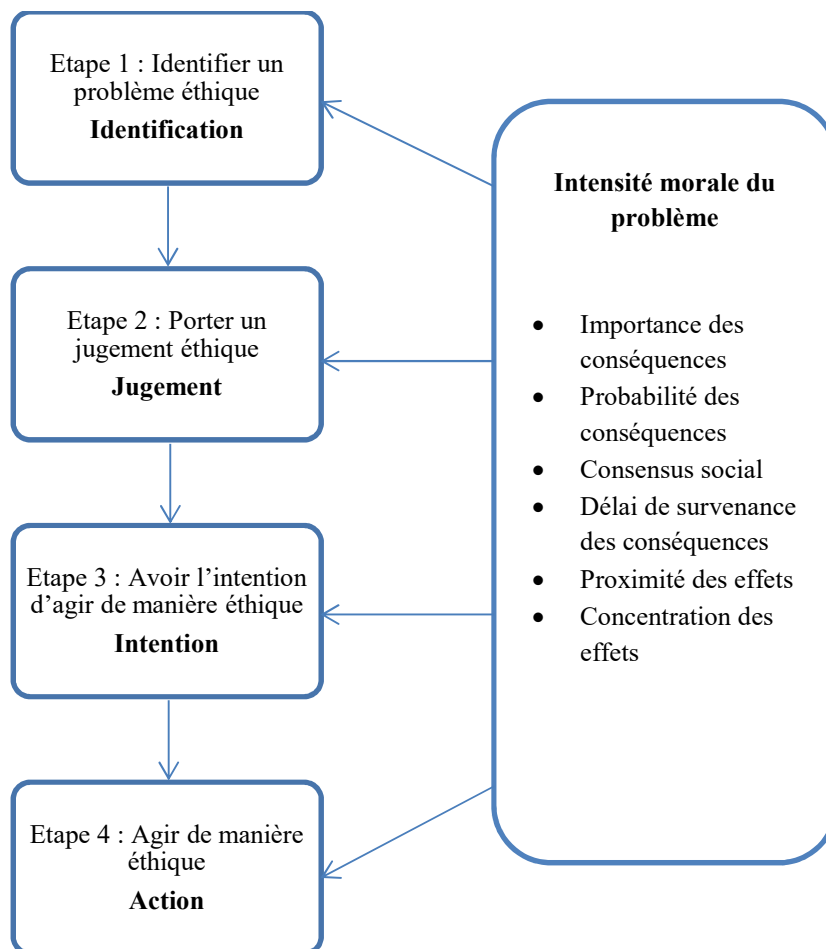 Etape 1 : Identifier un
problème éthique
Identification
Etape 2 : Porter un
jugement éthique
Jugement
Etape 3 : Avoir l’intention
d’agir de manière éthique
Intention
Etape 4 : Agir de manière
éthique
Action
Intensité morale du
problème
• Importance des
conséquences
• Probabilité des
conséquences
• Consensus social
• Délai de survenance
des conséquences
• Proximité des effets
• Concentration des
effets